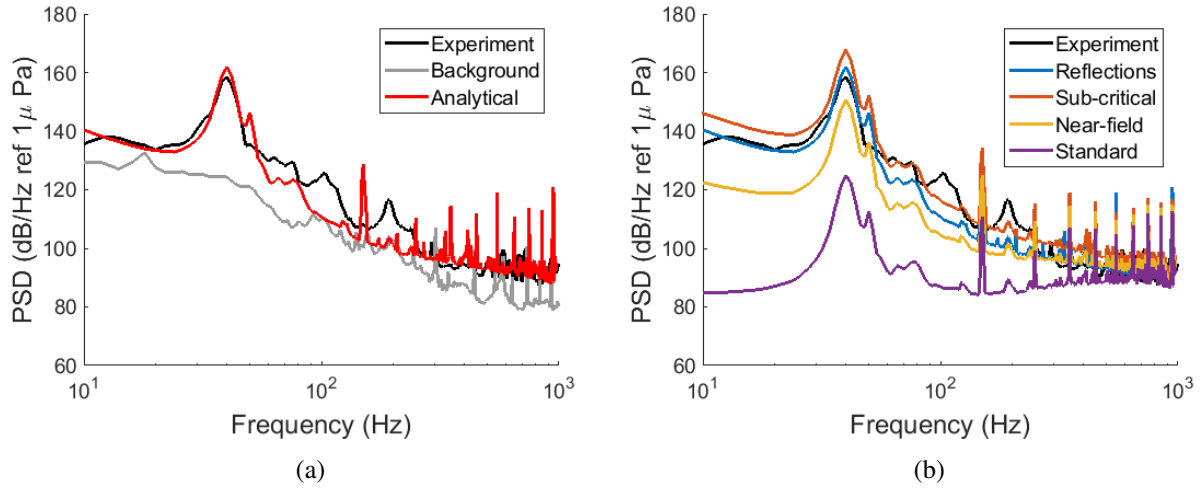 180
160
140
120
100
80
60
PSD (dB/Hz ref 1μ Pa)
Experiment
Background
Analytical
10^1
10^2
10^3
Frequency (Hz)
(a)
180
160
140
120
100
80
60
PSD (dB/Hz ref 1μ Pa)
Experiment
Reflections
Sub-critical
Near-field
Standard
10^1
10^2
10^3
Frequency (Hz)
(b)